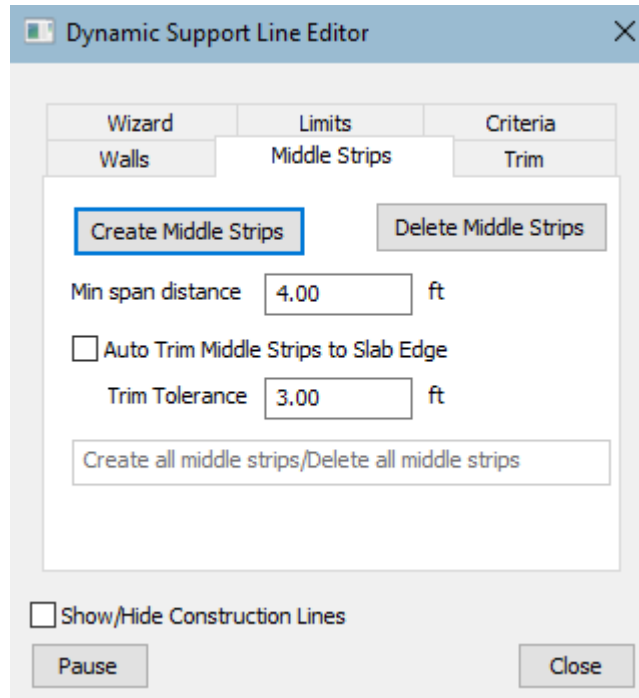 Dynamic Support Line Editor
Wizard Limits Criteria
Walls Middle Strips Trim
Create Middle Strips Delete Middle Strips
Min span distance 4.00 ft
Auto Trim Middle Strips to Slab Edge
Trim Tolerance 3.00 ft
Create all middle strips/Delete all middle strips
Show/Hide Construction Lines
Pause Close